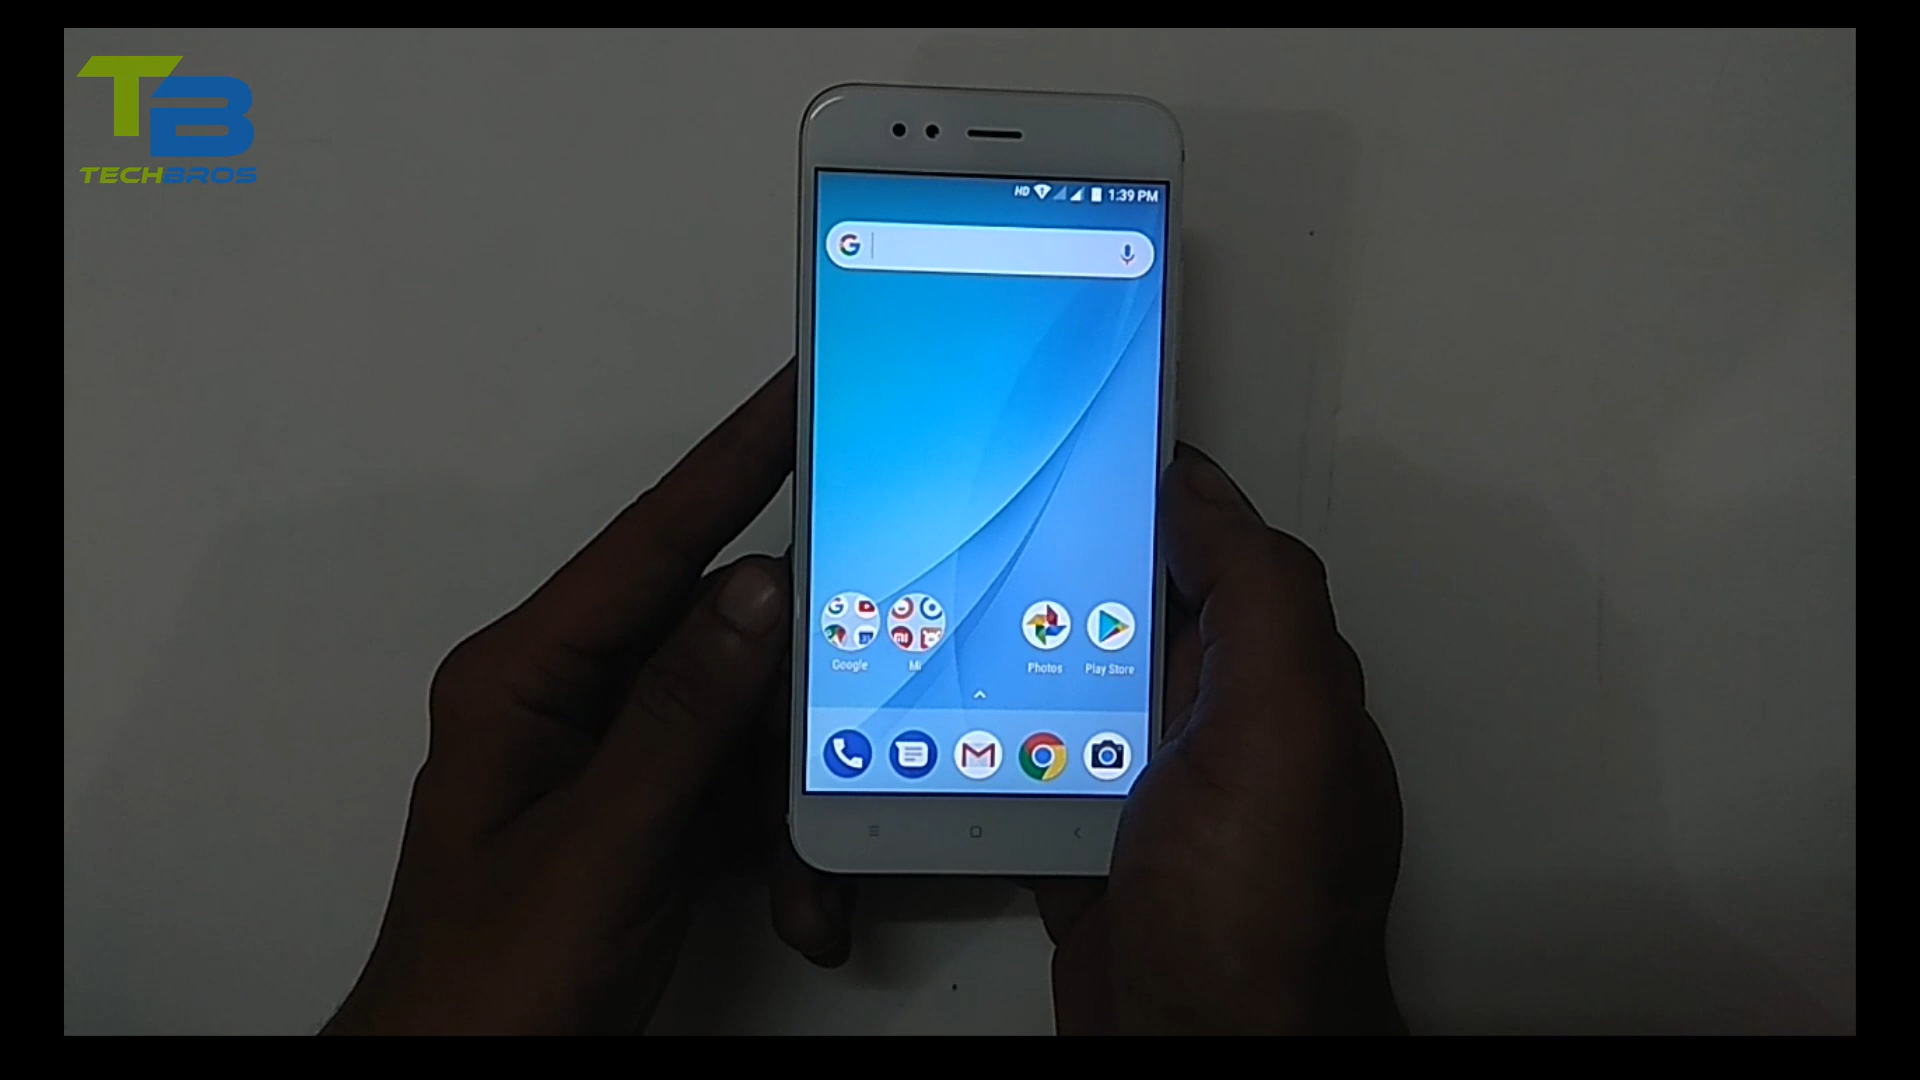 TB
TECHBROS
HD 1:39 PM
G
Google
Mi
Photos
Play Store